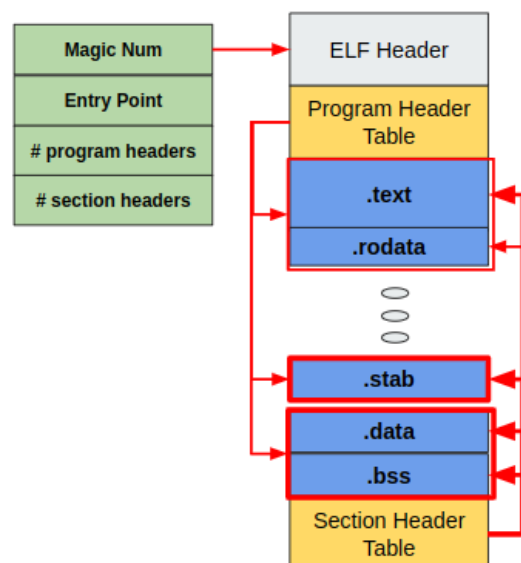 Magic Num
Entry Point
# program headers
# section headers
ELF Header
Program Header
Table
.text
.rodata
.stab
.data
.bss
Section Header
Table